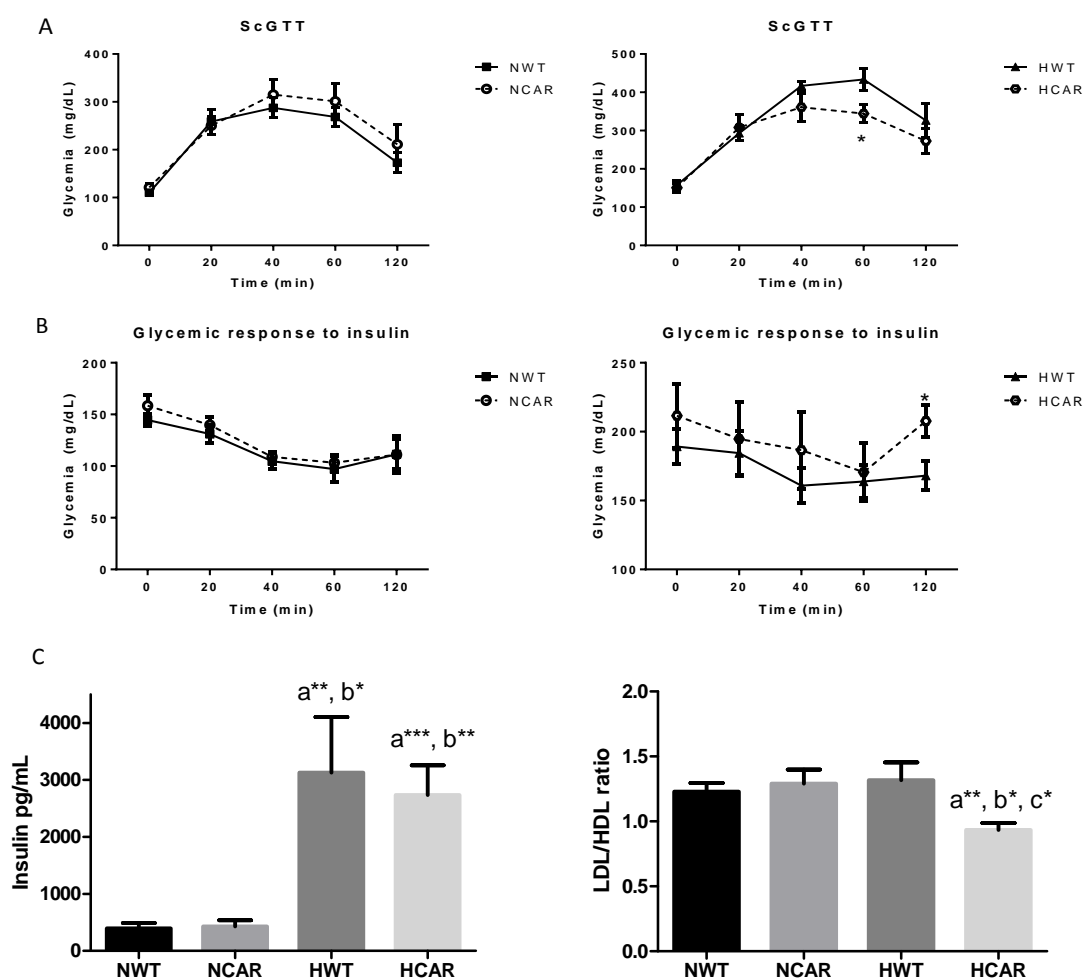 A
ScGTT
400
300
200
100
0
Glycemia (mg/dL)
0 20 40 60 120
Time (min)
NWT
NCAR
ScGTT
500
400
300
200
100
0
Glycemia (mg/dL)
*
0 20 40 60 120
Time (min)
HWT
HCAR
B
Glycemic response to insulin
200
150
100
50
0
Glycemia (mg/dL)
0 20 40 60 120
Time (min)
NWT
NCAR
Glycemic response to insulin
250
200
150
100
Glycemia (mg/dL)
*
0 20 40 60 120
Time (min)
HWT
HCAR
C
4000
3000
2000
1000
0
Insulin pg/mL
a**, b*
a***, b**
NWT NCAR HWT HCAR
2.0
1.5
1.0
0.5
0.0
LDL/HDL ratio
a**, b*, c*
NWT NCAR HWT HCAR